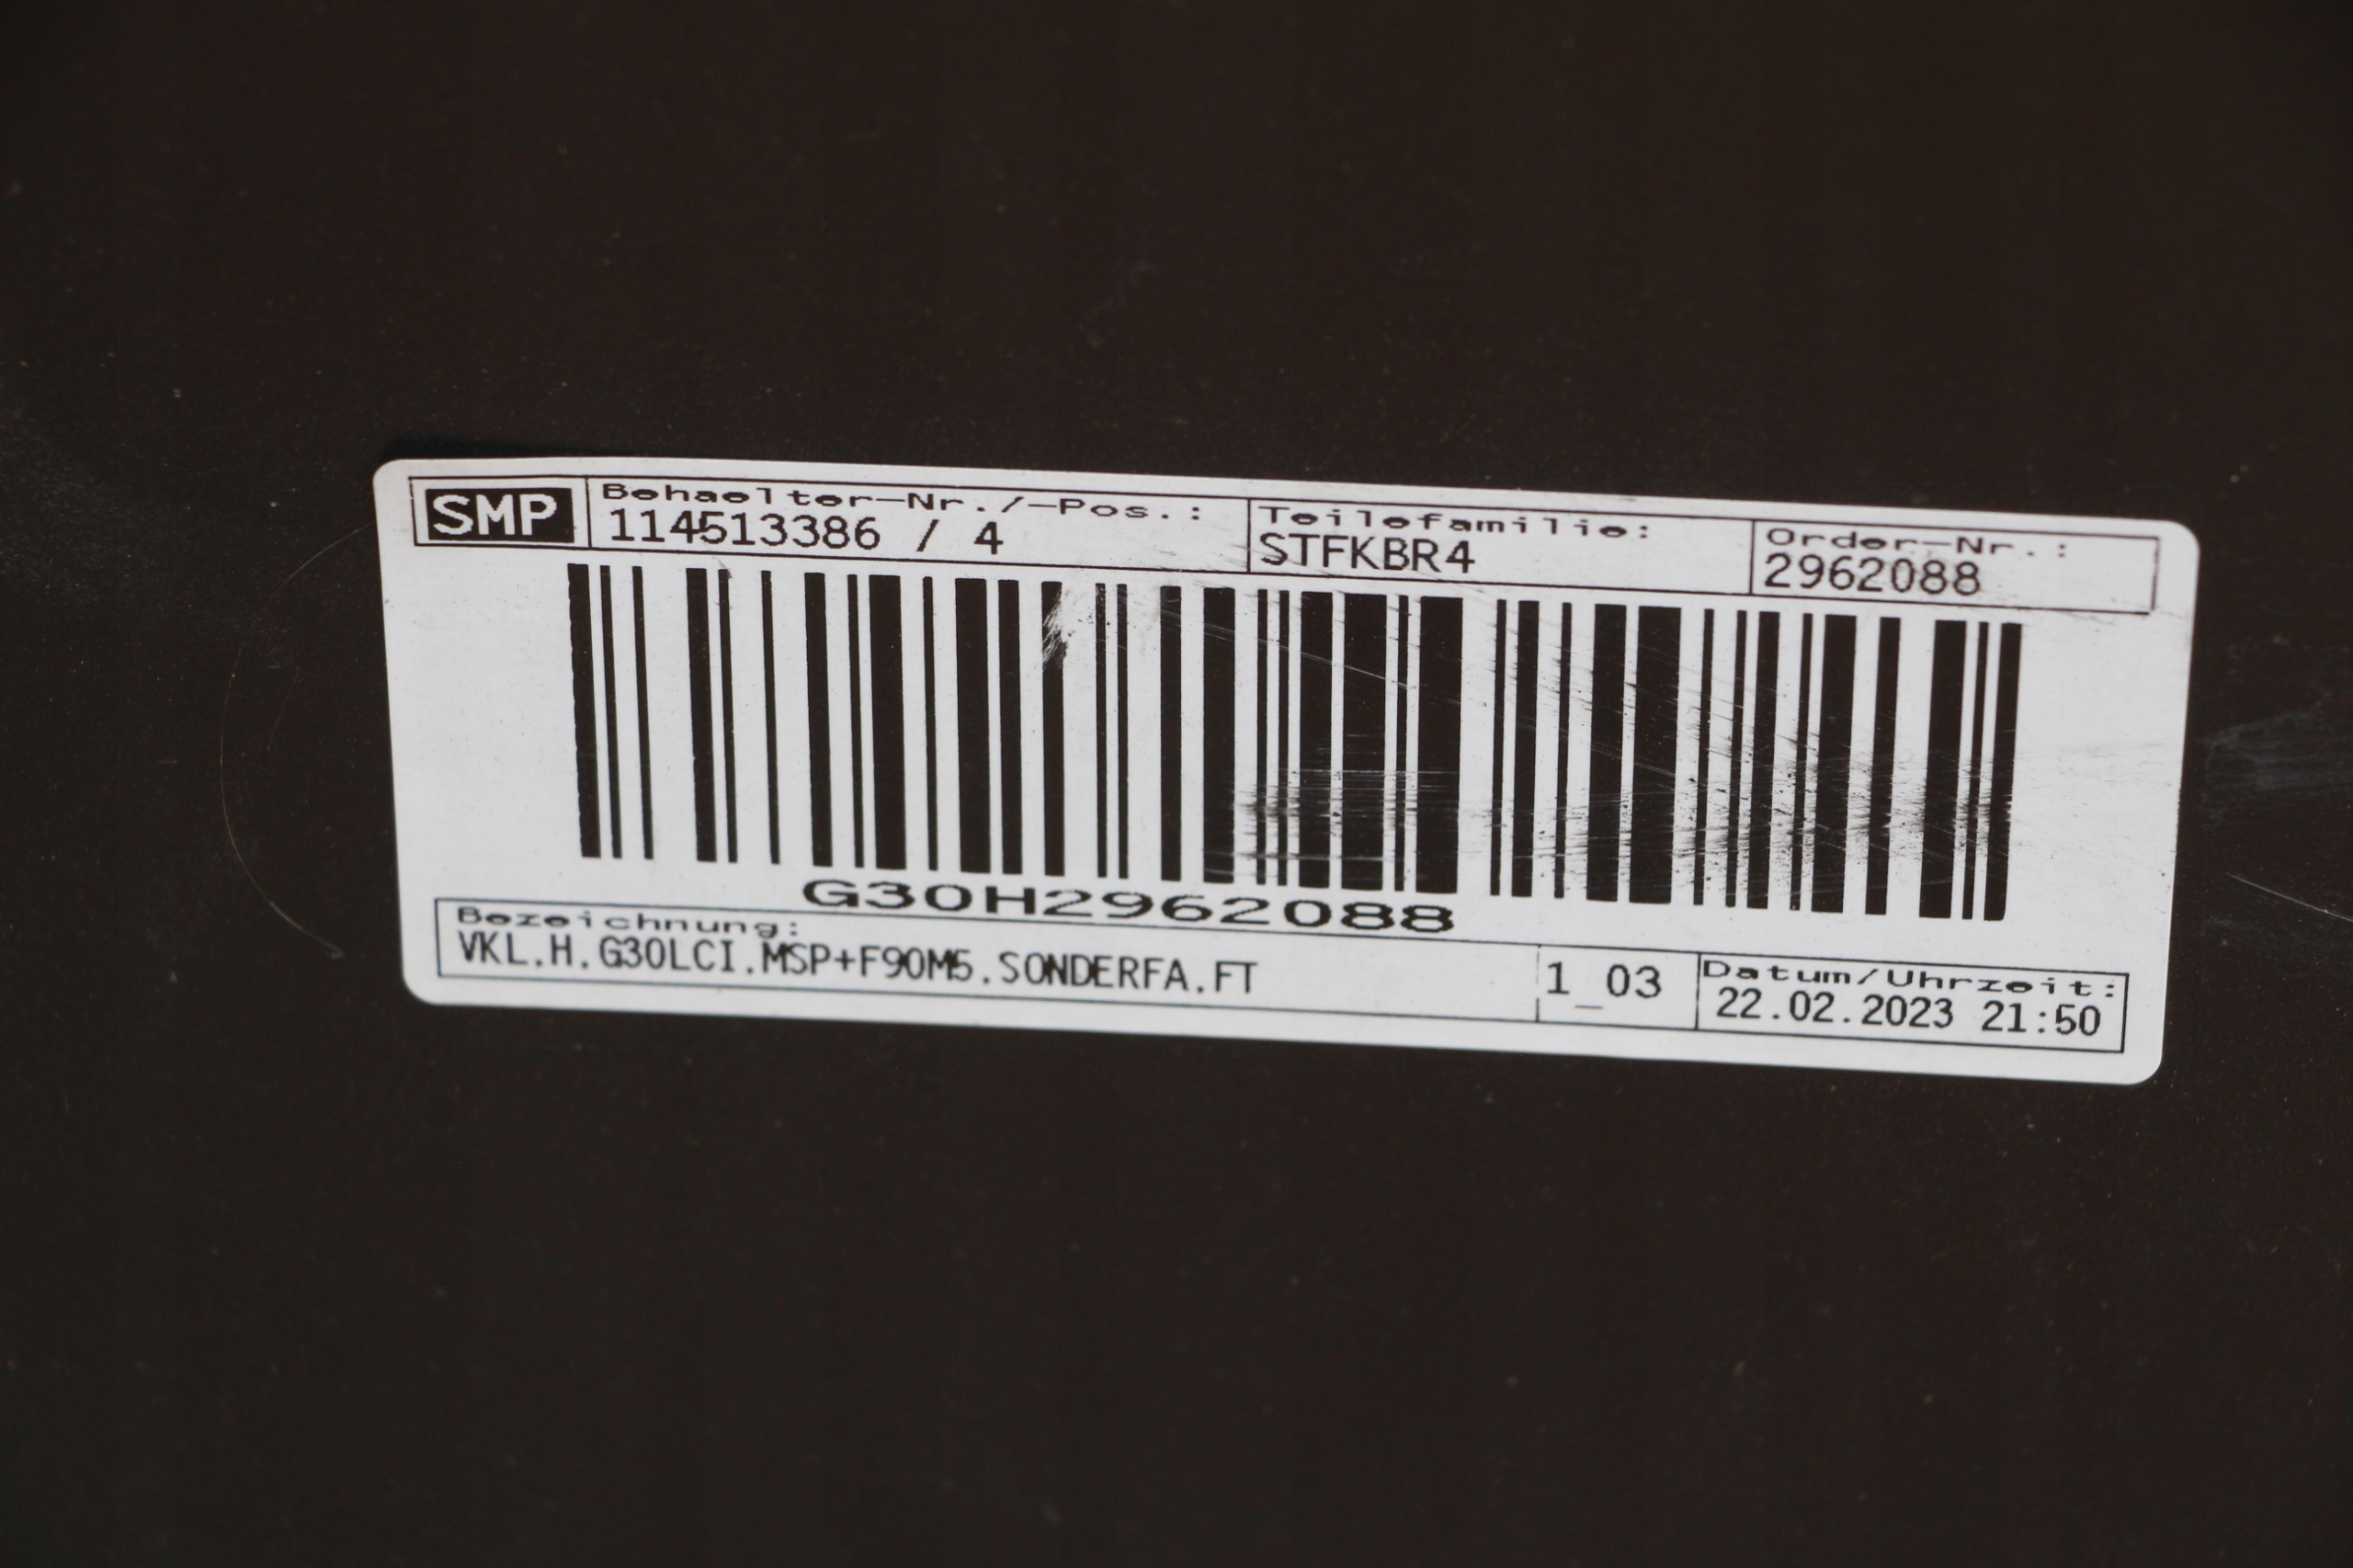 SMP
Behaelter-Nr./-Pos.:
114513386 / 4
Teilefamilie:
STFKBR4
Order-Nr.:
2962088
G30H2962088
Bezeichnung:
VKL.H.G30LCI.MSP+F90M5.SONDERFA.FT
1_03
Datum/Uhrzeit:
22.02.2023 21:50